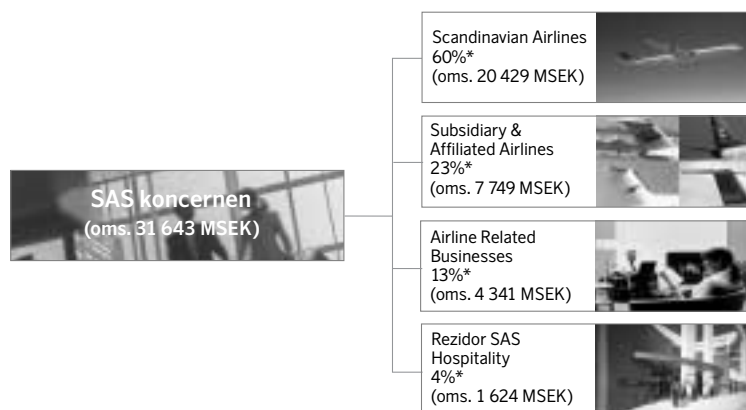 SAS koncernen
(oms. 31 643 MSEK)
Scandinavian Airlines
60%*
(oms. 20 429 MSEK)
Subsidiary &
Affiliated Airlines
23%*
(oms. 7 749 MSEK)
Airline Related
Businesses
13%*
(oms. 4 341 MSEK)
Rezidor SAS
Hospitality
4%*
(oms. 1 624 MSEK)